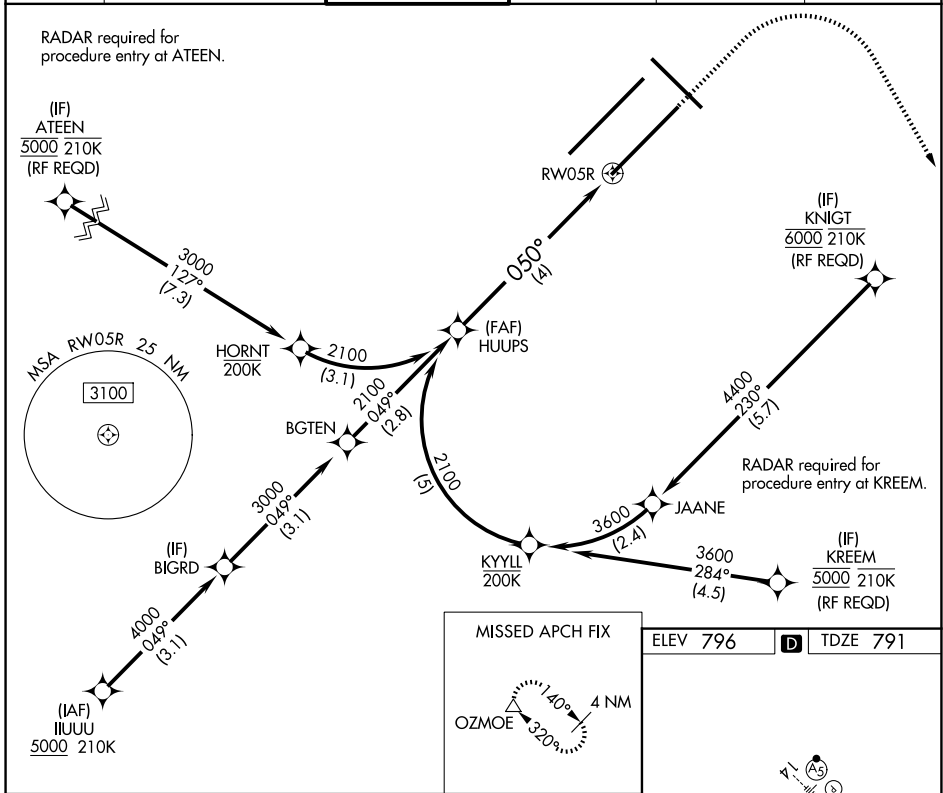 RADAR required for
procedure entry at ATEEN.
(IF)
ATEEN
5000 210K
(RF REQD)
3000
127°
(7.3)
HORNT
200K
2100
(3.1)
MSA RW05R 25 NM
3100
RW05R
050°
(4)
(FAF)
HUUPS
(IF)
KNIGT
6000 210K
(RF REQD)
4400
230°
(5.7)
2100
049°
(2.8)
BGTEN
2100
(5)
3000
049°
(3.1)
(IF)
BIGRD
RADAR required for
procedure entry at KREEM.
JAANE
3600
(2.4)
KYYLL
200K
3600
284°
(4.5)
(IF)
KREEM
5000 210K
(RF REQD)
4000
049°
(3.1)
(IAF)
IIUUU
5000 210K
MISSED APCH FIX
OZMOE
140°
320°
4 NM
ELEV 796 D TDZE 791
A5
14